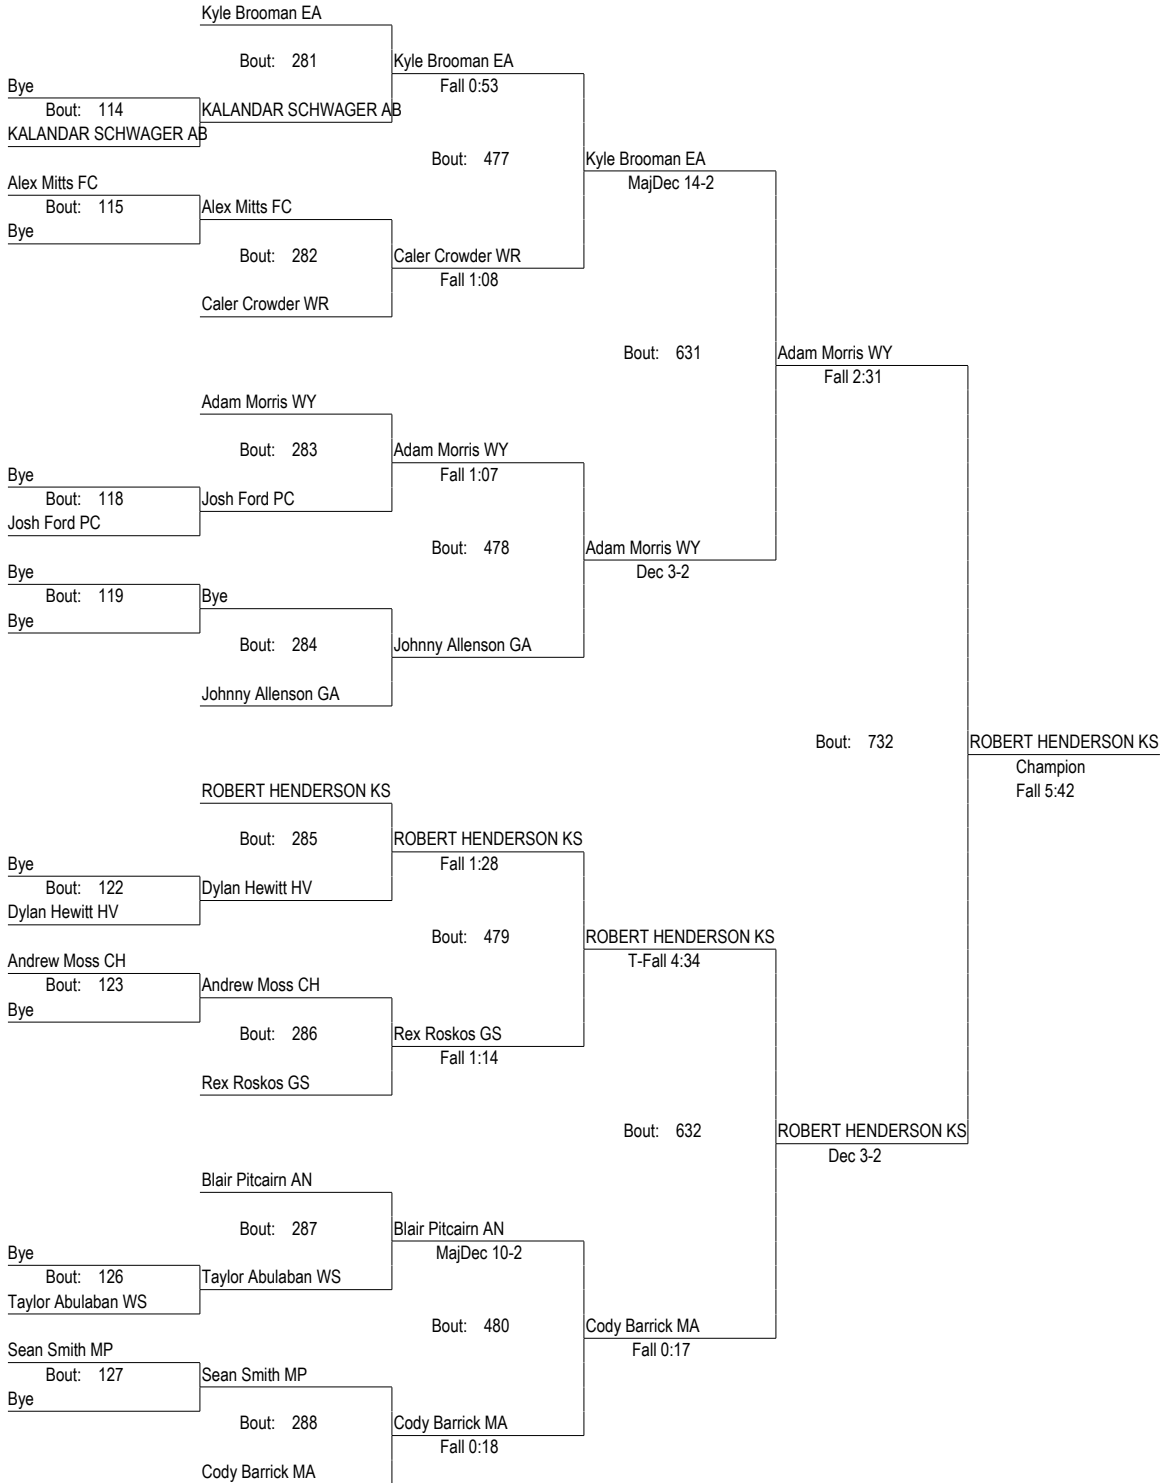 Kyle Brooman EA
Bout: 281
Kyle Brooman EA
Bye
Fall 0:53
Bout: 114
KALANDAR SCHWAGER AB
KALANDAR SCHWAGER AB
Bout: 477
Kyle Brooman EA
Alex Mitts FC
MajDec 14-2
Bout: 115
Alex Mitts FC
Bye
Bout: 282
Caler Crowder WR
Fall 1:08
Caler Crowder WR
Bout: 631
Adam Morris WY
Fall 2:31
Adam Morris WY
Bout: 283
Adam Morris WY
Bye
Fall 1:07
Bout: 118
Josh Ford PC
Josh Ford PC
Bout: 478
Adam Morris WY
Bye
Dec 3-2
Bout: 119
Bye
Bye
Bout: 284
Johnny Allenson GA
Johnny Allenson GA
Bout: 732
ROBERT HENDERSON KS
Champion
Fall 5:42
ROBERT HENDERSON KS
Bout: 285
ROBERT HENDERSON KS
Bye
Fall 1:28
Bout: 122
Dylan Hewitt HV
Dylan Hewitt HV
Bout: 479
ROBERT HENDERSON KS
Andrew Moss CH
T-Fall 4:34
Bout: 123
Andrew Moss CH
Bye
Bout: 286
Rex Roskos GS
Fall 1:14
Rex Roskos GS
Bout: 632
ROBERT HENDERSON KS
Dec 3-2
Blair Pitcairn AN
Bout: 287
Blair Pitcairn AN
Bye
MajDec 10-2
Bout: 126
Taylor Abulaban WS
Taylor Abulaban WS
Bout: 480
Cody Barrick MA
Sean Smith MP
Fall 0:17
Bout: 127
Sean Smith MP
Bye
Bout: 288
Cody Barrick MA
Fall 0:18
Cody Barrick MA